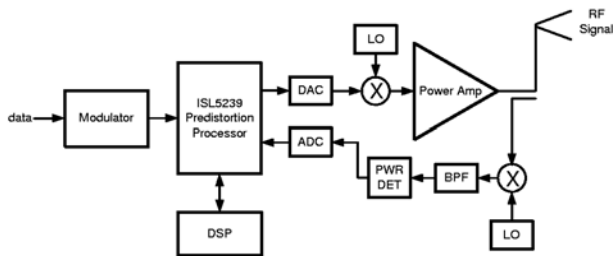 RF
Signal
LO
ISL5239
Predistortion
Processor
DAC
X
Power Amp
data
Modulator
ADC
PWR
DET
BPF
X
DSP
LO